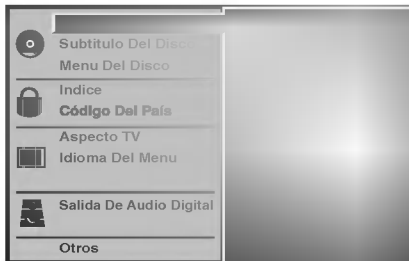 Subtitulo Del Disco
Menu Del Disco
Indice
Código Del País
Aspecto TV
Idioma Del Menu
Salida De Audio Digital
Otros